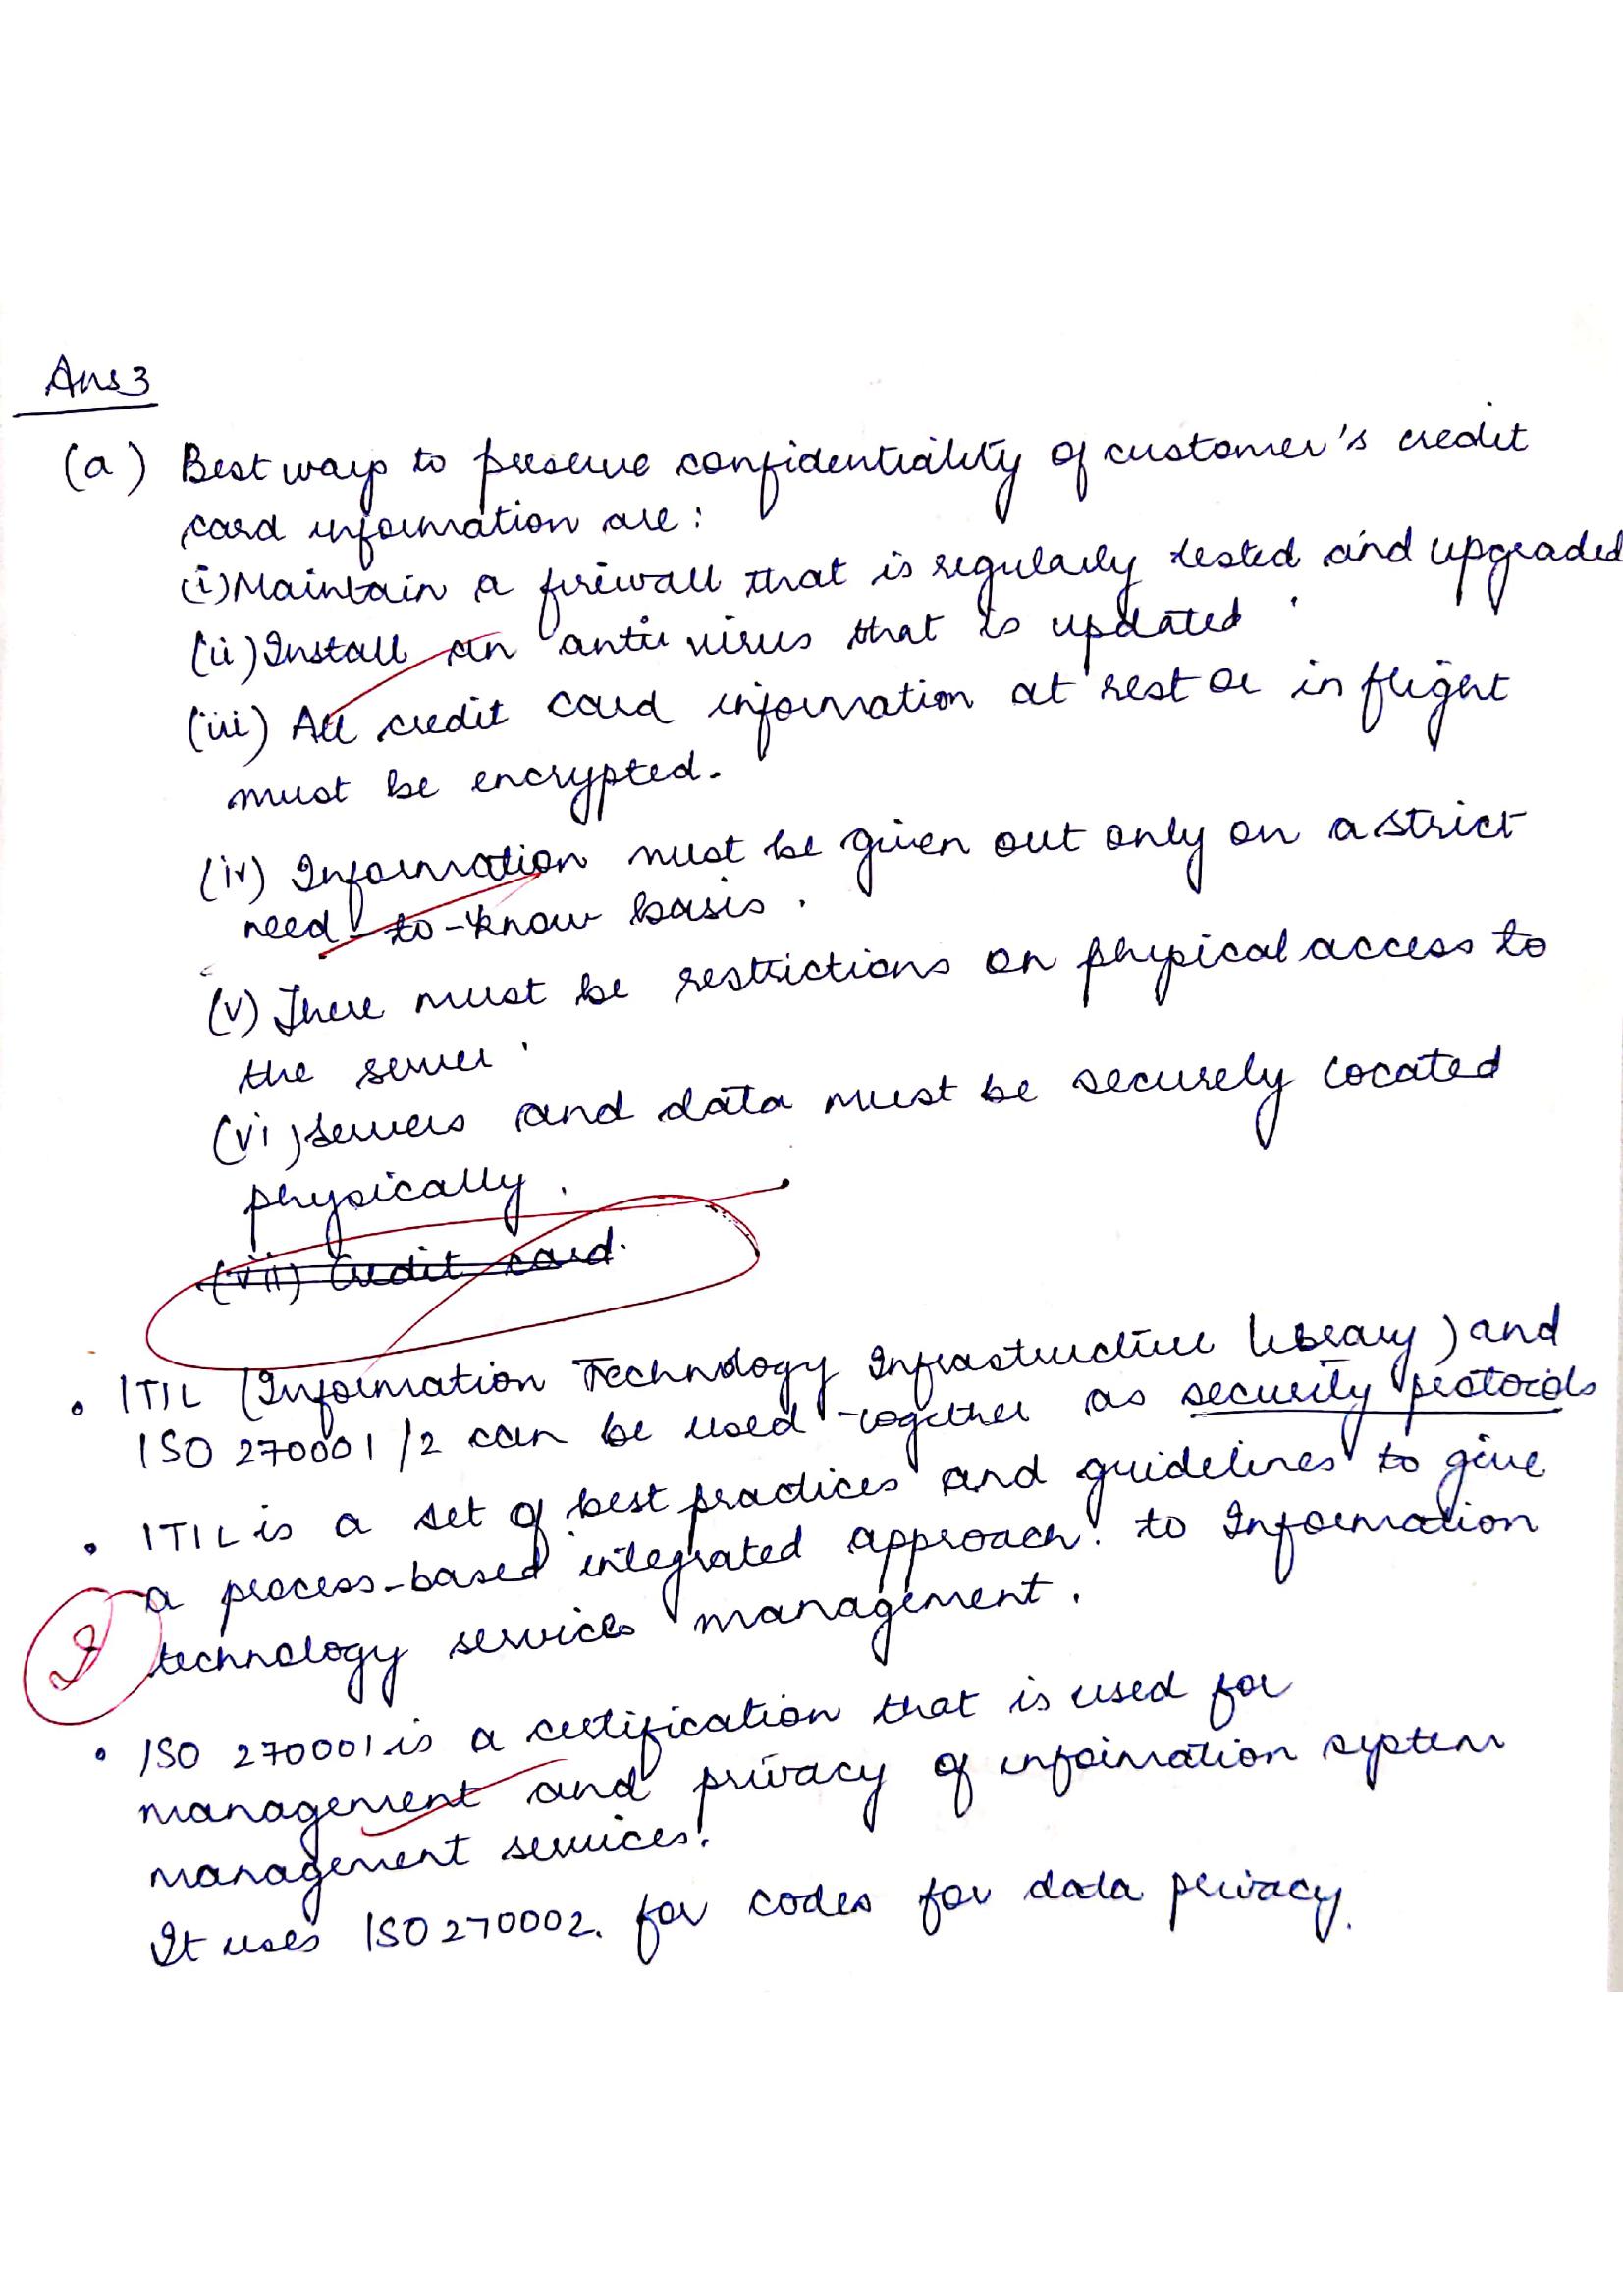 Ans 3
(a) Best ways to preserve confidentiality of customer's credit
card information are:
(i) Maintain a firewall that is regularly tested and upgraded.
(ii) Install an anti virus that is updated
(iii) All credit card information at rest or in flight
must be encrypted.
(iv) Information must be given out only on a strict
need-to-know basis.
(v) There must be restrictions on physical access to
the server.
(vi) Servers and data must be securely located
physically.
(vii) Credit card.
• ITIL (Information Technology Infrastructure library) and
ISO 270001/2 can be used together as security protocols
• ITIL is a set of best practices and guidelines to give
a process-based integrated approach. to Information
technology services management.
• ISO 270001 is a certification that is used for
management and privacy of information system
management services.
It uses ISO 270002. for codes for data privacy.